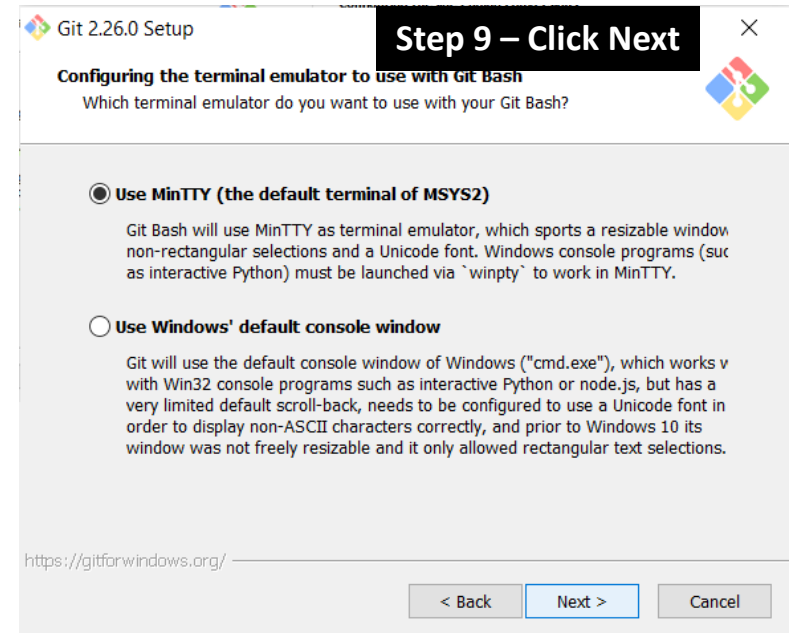 Git 2.26.0 Setup
Step 9 – Click Next
Configuring the terminal emulator to use with Git Bash
Which terminal emulator do you want to use with your Git Bash?
Use MinTTY (the default terminal of MSYS2)
Git Bash will use MinTTY as terminal emulator, which sports a resizable window
non-rectangular selections and a Unicode font. Windows console programs (suc
as interactive Python) must be launched via `winpty` to work in MinTTY.
Use Windows' default console window
Git will use the default console window of Windows ("cmd.exe"), which works
with Win32 console programs such as interactive Python or node.js, but has a
very limited default scroll-back, needs to be configured to use a Unicode font in
order to display non-ASCII characters correctly, and prior to Windows 10 its
window was not freely resizable and it only allowed rectangular text selections.
https://gitforwindows.org/
< Back Next > Cancel